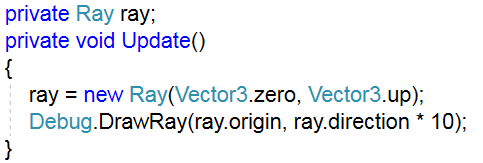 private Ray ray;
private void Update()
{
    ray = new Ray(Vector3.zero, Vector3.up);
    Debug.DrawRay(ray.origin, ray.direction * 10);
}